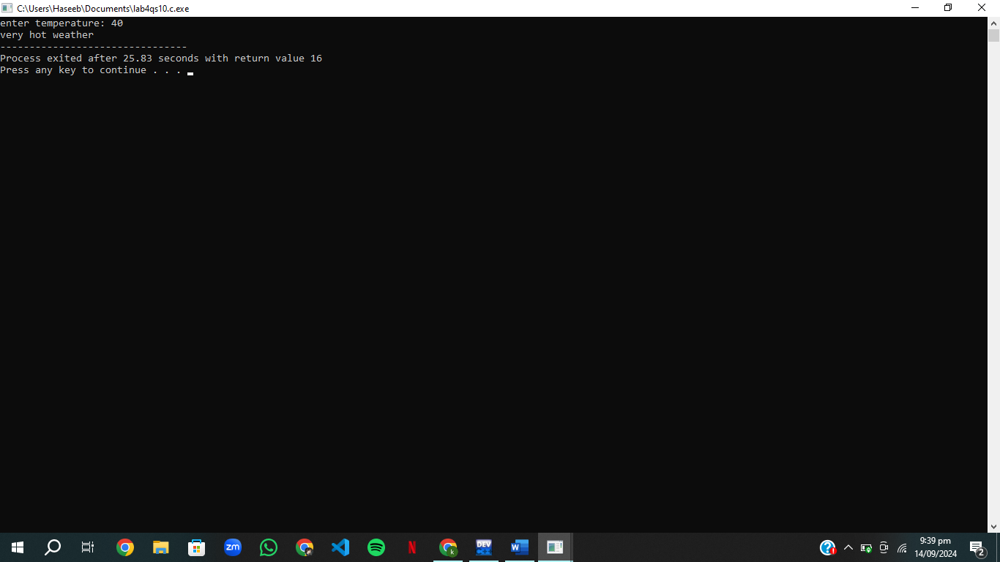 C:\Users\Haseeb\Documents\lab4qs10.c.exe
enter temperature: 40
very hot weather
--------------------------------
Process exited after 25.83 seconds with return value 16
Press any key to continue . . .
zm
N
k
DEV
W
9:39 pm
14/09/2024
2